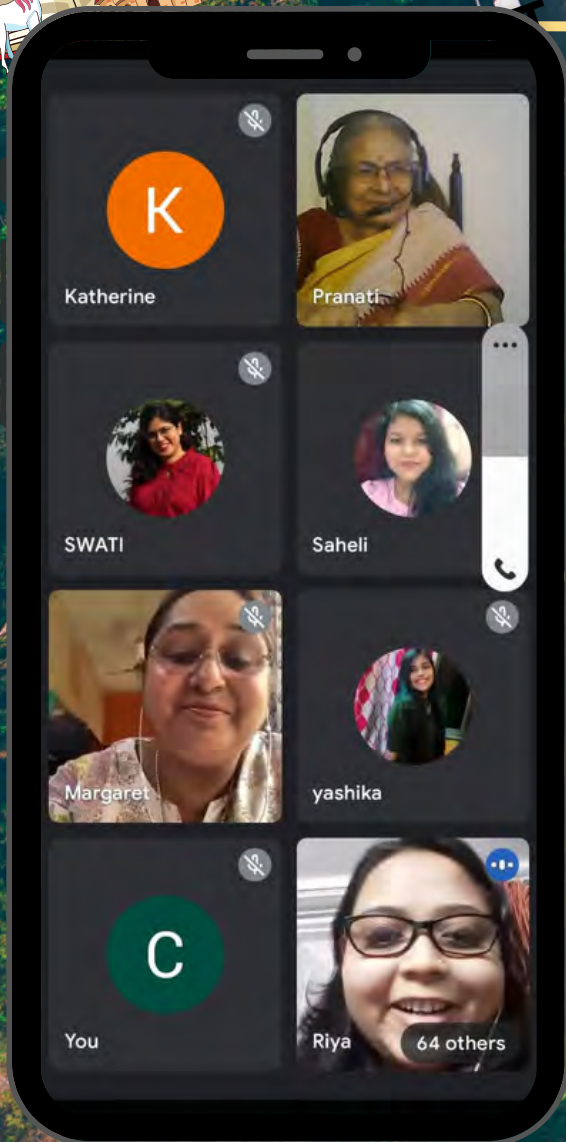 K
Katherine
Pranati
SWATI
Saheli
Margaret
yashika
C
You
Riya
64 others